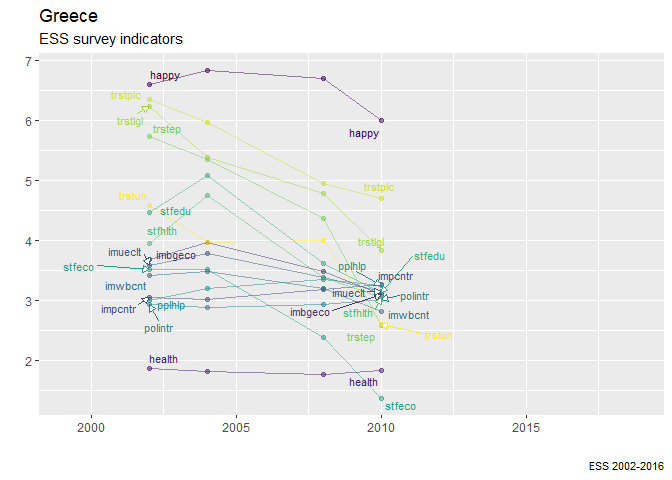 Greece
ESS survey indicators
7
happy
trstplc
6
trstlgl
trstep
happy
5
trstun
trstplc
stfedu
stfhlth
4
trstlgl
imueclt
imbgeco
stfedu
stfeco
pplhlp
impcntr
imwbcnt
imueclt
polintr
3
impcntr
pplhlp
imbgeco
stfhlth
imwbcnt
polintr
trstep
trstun
2
health
health
stfeco
2000
2005
2010
2015
ESS 2002-2016